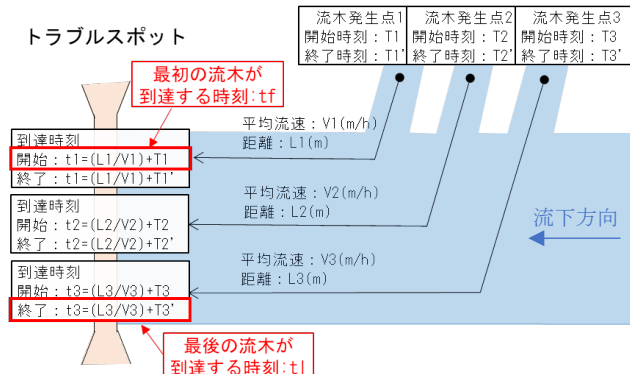 トラブルスポット
流木発生点1
開始時刻：T1
終了時刻：T1'
流木発生点2
開始時刻：T2
終了時刻：T2'
流木発生点3
開始時刻：T3
終了時刻：T3'
最初の流木が
到達する時刻:tf
到達時刻
開始：t1=(L1/V1)+T1
終了：t1=(L1/V1)+T1'
平均流速：V1(m/h)
距離：L1(m)
到達時刻
開始：t2=(L2/V2)+T2
終了：t2=(L2/V2)+T2'
平均流速：V2(m/h)
距離：L2(m)
流下方向
到達時刻
開始：t3=(L3/V3)+T3
終了：t3=(L3/V3)+T3'
平均流速：V3(m/h)
距離：L3(m)
最後の流木が
到達する時刻:tl